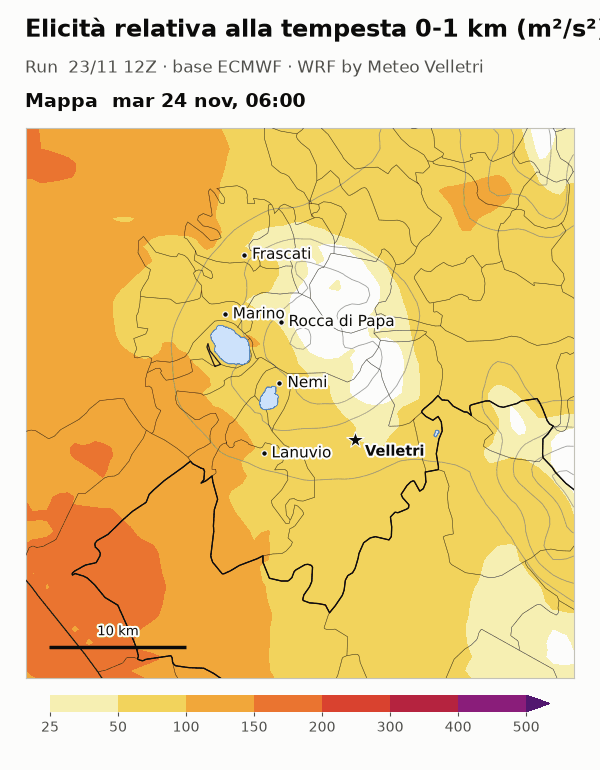 Elicità relativa alla tempesta 0-1 km (m²/s²)
Run  23/11 12Z · base ECMWF · WRF by Meteo Velletri
Mappa  mar 24 nov, 06:00
Frascati
Marino
Rocca di Papa
Nemi
Velletri
Lanuvio
10 km
25 50 100 150 200 300 400 500